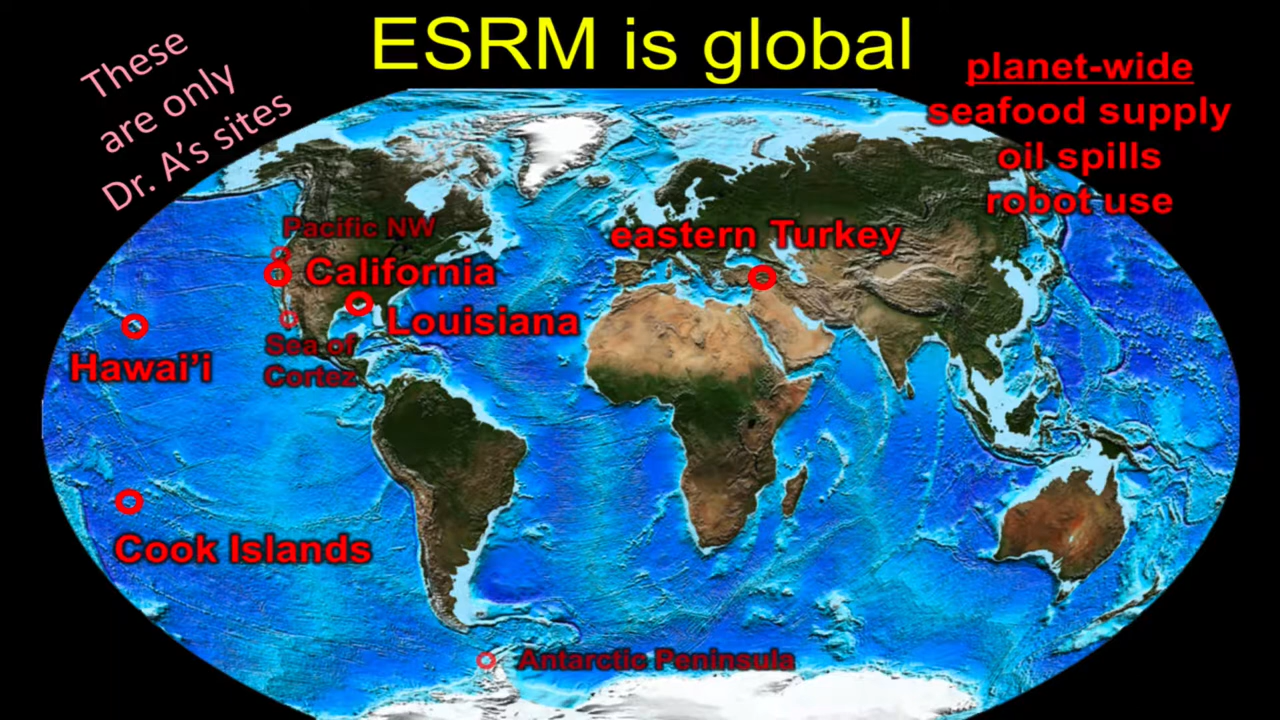 ESRM is global
These
are only
Dr. A's sites
planet-wide
seafood supply
oil spills
robot use
Pacific NW
eastern Turkey
California
Louisiana
Sea of
Cortez
Hawai'i
Cook Islands
Antarctic Peninsula